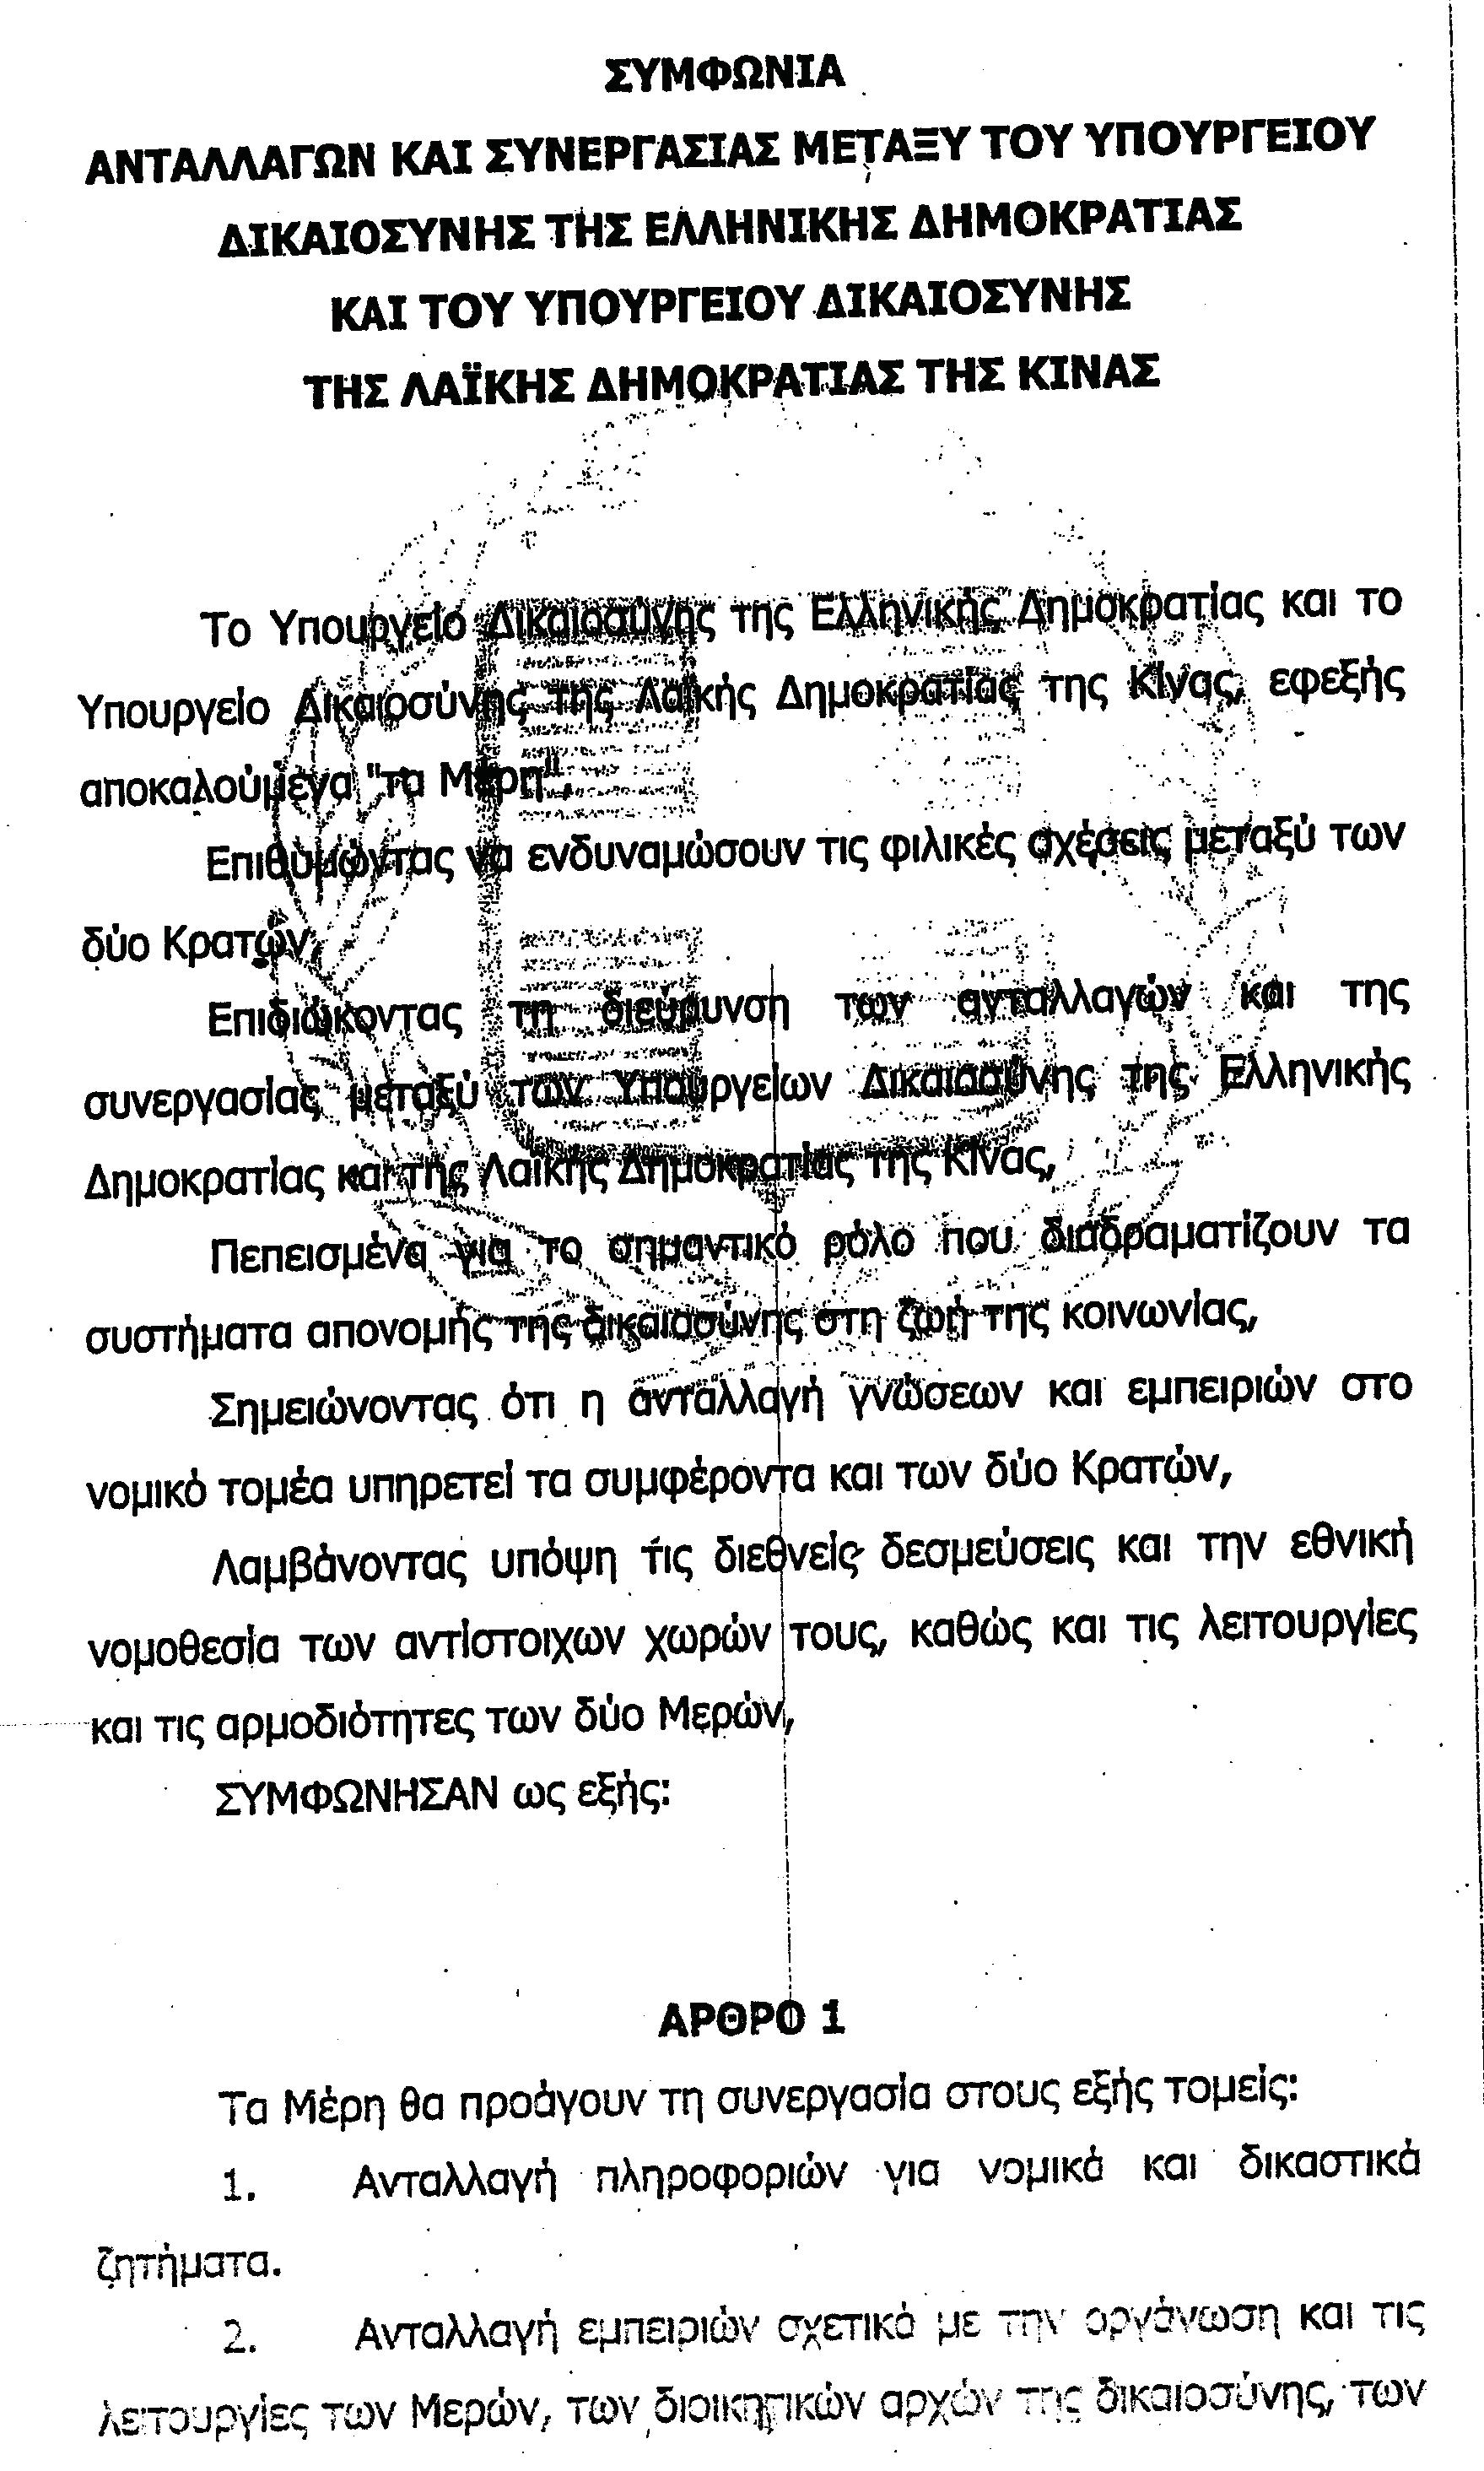 ΣΥΜΦΩΝΙΑ
ΑΝΤΑΛΛΑΓΩΝ ΚΑΙ ΣΥΝΕΡΓΑΣΙΑΣ ΜΕΤΑΞΥ ΤΟΥ ΥΠΟΥΡΓΕΙΟΥ
ΔΙΚΑΙΟΣΥΝΗΣ ΤΗΣ ΕΛΛΗΝΙΚΗΣ ΔΗΜΟΚΡΑΤΙΑΣ
ΚΑΙ ΤΟΥ ΥΠΟΥΡΓΕΙΟΥ ΔΙΚΑΙΟΣΥΝΗΣ
ΤΗΣ ΛΑΪΚΗΣ ΔΗΜΟΚΡΑΤΙΑΣ ΤΗΣ ΚΙΝΑΣ
Το Υπουργείο Δικαιοσύνης της Ελληνικής Δημοκρατίας και το
Υπουργείο Δικαιοσύνης της Λαϊκής Δημοκρατίας της Κίνας, εφεξής
αποκαλούμενα "τα Μέρη",
Επιθυμώντας να ενδυναμώσουν τις φιλικές σχέσεις μεταξύ των
δύο Κρατών,
Επιδιώκοντας τη διεύρυνση των ανταλλαγών και της
συνεργασίας μεταξύ των Υπουργείων Δικαιοσύνης της Ελληνικής
Δημοκρατίας και της Λαϊκής Δημοκρατίας της Κίνας,
Πεπεισμένα για το σημαντικό ρόλο που διαδραματίζουν τα
συστήματα απονομής της δικαιοσύνης στη ζωή της κοινωνίας,
Σημειώνοντας ότι η ανταλλαγή γνώσεων και εμπειριών στο
νομικό τομέα υπηρετεί τα συμφέροντα και των δύο Κρατών,
Λαμβάνοντας υπόψη τις διεθνείς δεσμεύσεις και την εθνική
νομοθεσία των αντίστοιχων χωρών τους, καθώς και τις λειτουργίες
και τις αρμοδιότητες των δύο Μερών,
ΣΥΜΦΩΝΗΣΑΝ ως εξής:
ΑΡΘΡΟ 1
Τα Μέρη θα προάγουν τη συνεργασία στους εξής τομείς:
1. Ανταλλαγή πληροφοριών για νομικά και δικαστικά
ζητήματα.
2. Ανταλλαγή εμπειριών σχετικά με την οργάνωση και τις
λειτουργίες των Μερών, των διοικητικών αρχών της δικαιοσύνης, των